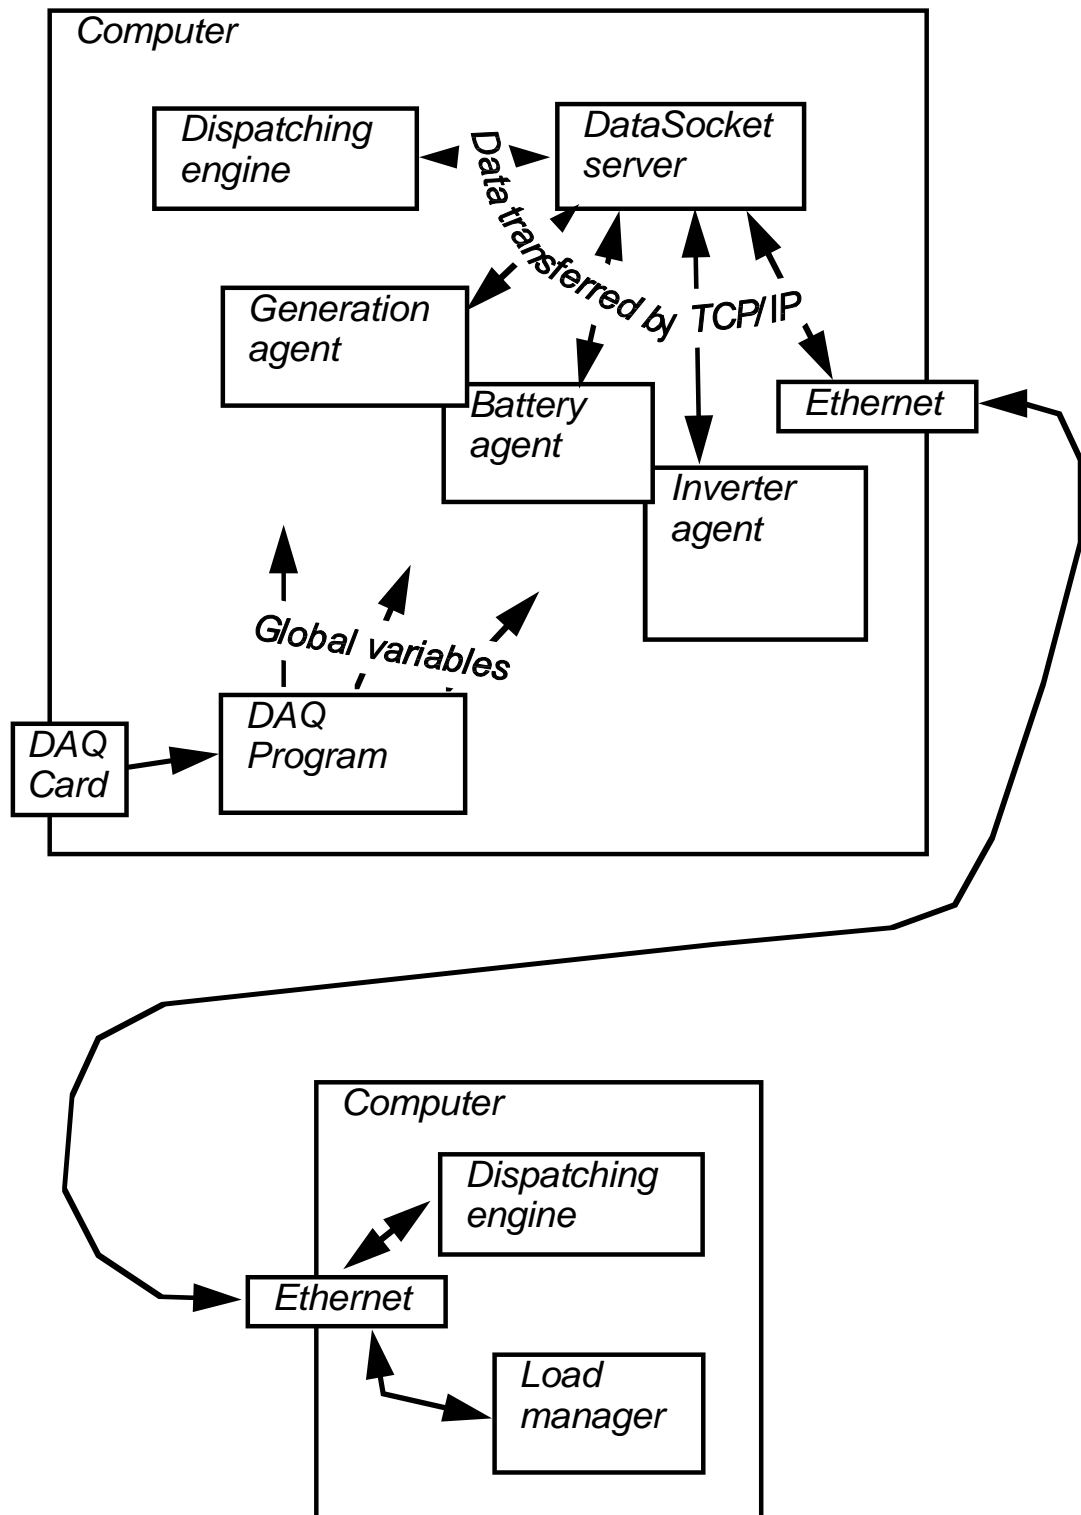 Computer
Dispatching
engine
DataSocket
server
Data transferred by TCP/IP
Generation
agent
Battery
agent
Ethernet
Inverter
agent
Global variables
DAQ
Card
DAQ
Program
Computer
Dispatching
engine
Ethernet
Load
manager